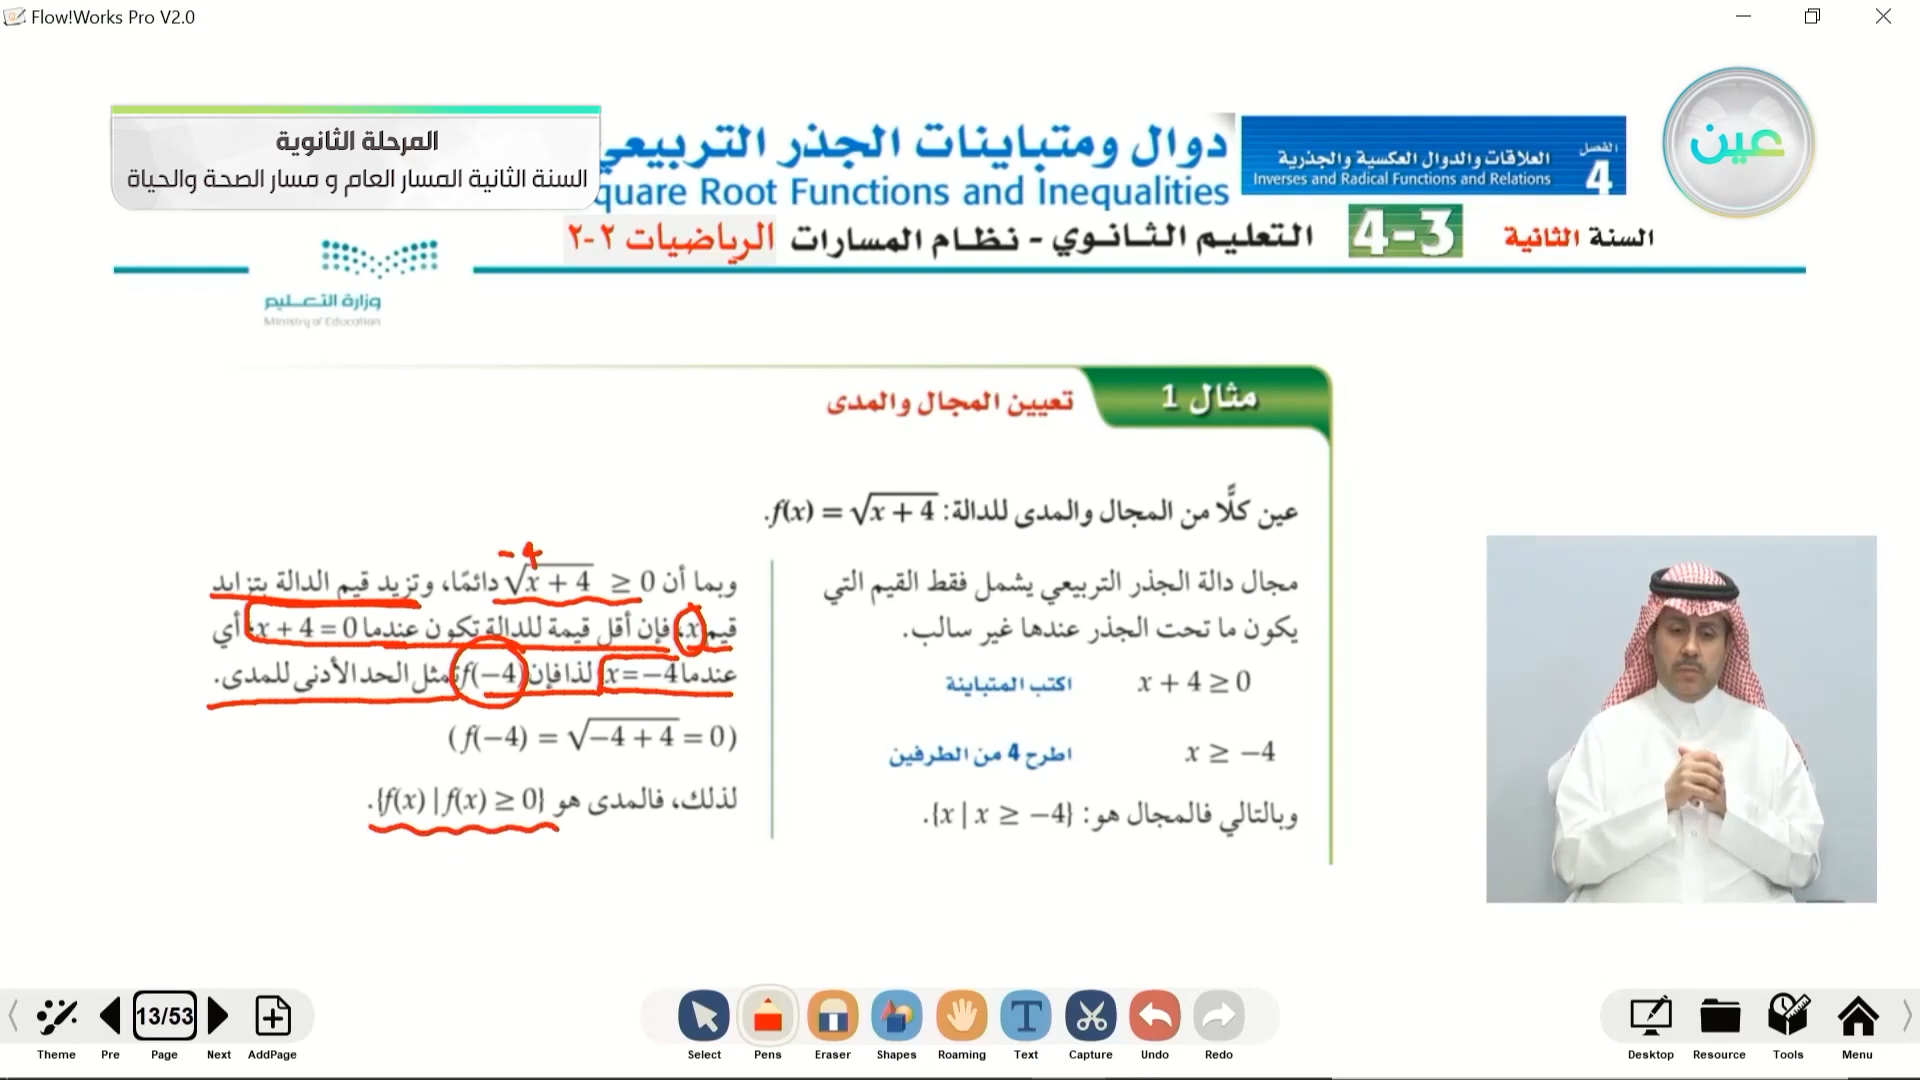 Flow!Works Pro V2.0
عين
الفصل 4
العلاقات والدوال العكسية والجذرية
Inverses and Radical Functions and Relations
دوال ومتباينات الجذر التربيعي
quare Root Functions and Inequalities
المرحلة الثانوية
السنة الثانية المسار العام و مسار الصحة والحياة
السنة الثانية
4-3
التعليم الثانوي - نظام المسارات الرياضيات ٢-٢
وزارة التعليم
Ministry of Education
مثال 1
تعيين المجال والمدى
عين كلًّا من المجال والمدى للدالة: f(x) = √x + 4.
مجال دالة الجذر التربيعي يشمل فقط القيم التي
يكون ما تحت الجذر عندها غير سالب.
x + 4 ≥ 0 اكتب المتباينة
x ≥ −4 اطرح 4 من الطرفين
وبالتالي فالمجال هو: {x | x ≥ −4}.
-4
وبما أن √x + 4 ≥ 0 دائمًا، وتزيد قيم الدالة بتزايد
قيم x، فإن أقل قيمة للدالة تكون عندما x + 4 = 0، أي
عندما x = −4 لذا فإن f(−4) تمثل الحد الأدنى للمدى.
(f(−4) = √−4 + 4 = 0)
لذلك، فالمدى هو {f(x) | f(x) ≥ 0}.
13/53
Theme Pre Page Next AddPage
Select Pens Eraser Shapes Roaming Text Capture Undo Redo
Desktop Resource Tools Menu